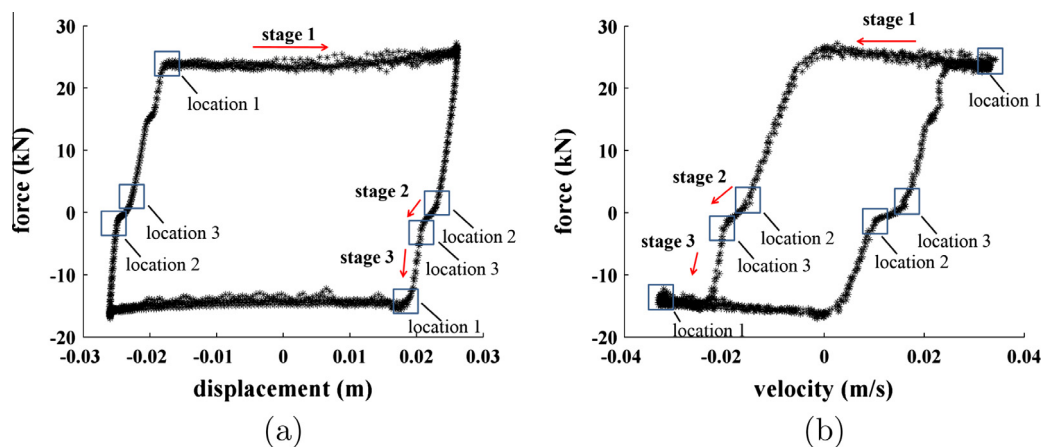 30
20
10
0
-10
-20
force (kN)
-0.03
-0.02
-0.01
0
0.01
0.02
0.03
displacement (m)
stage 1
location 1
location 3
location 2
stage 2
location 2
location 3
stage 3
location 1
(a)
30
20
10
0
-10
-20
force (kN)
-0.04
-0.02
0
0.02
0.04
velocity (m/s)
stage 1
location 1
stage 2
location 2
location 3
stage 3
location 1
location 3
location 2
(b)